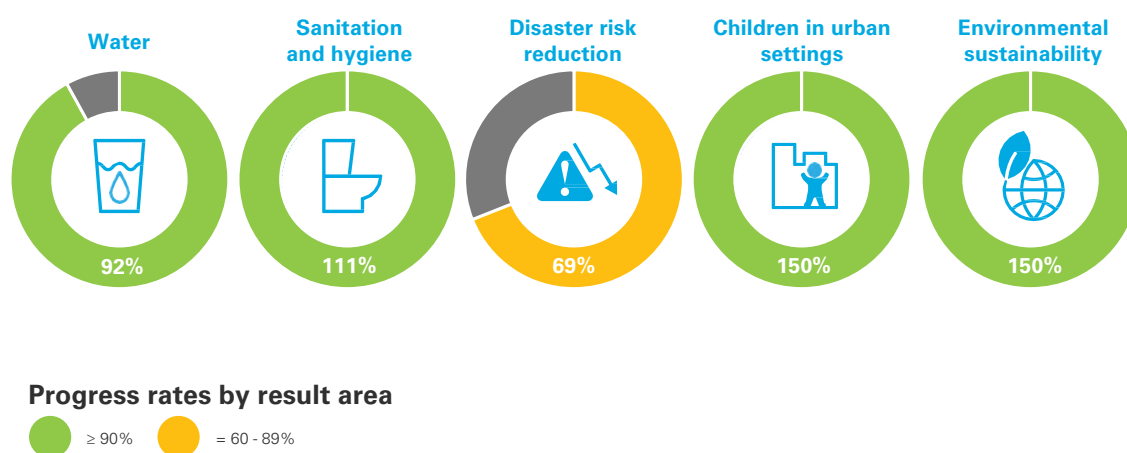 Water
Sanitation
and hygiene
Disaster risk
reduction
Children in urban
settings
Environmental
sustainability
92%
111%
69%
150%
150%
Progress rates by result area
≥ 90%
= 60 - 89%